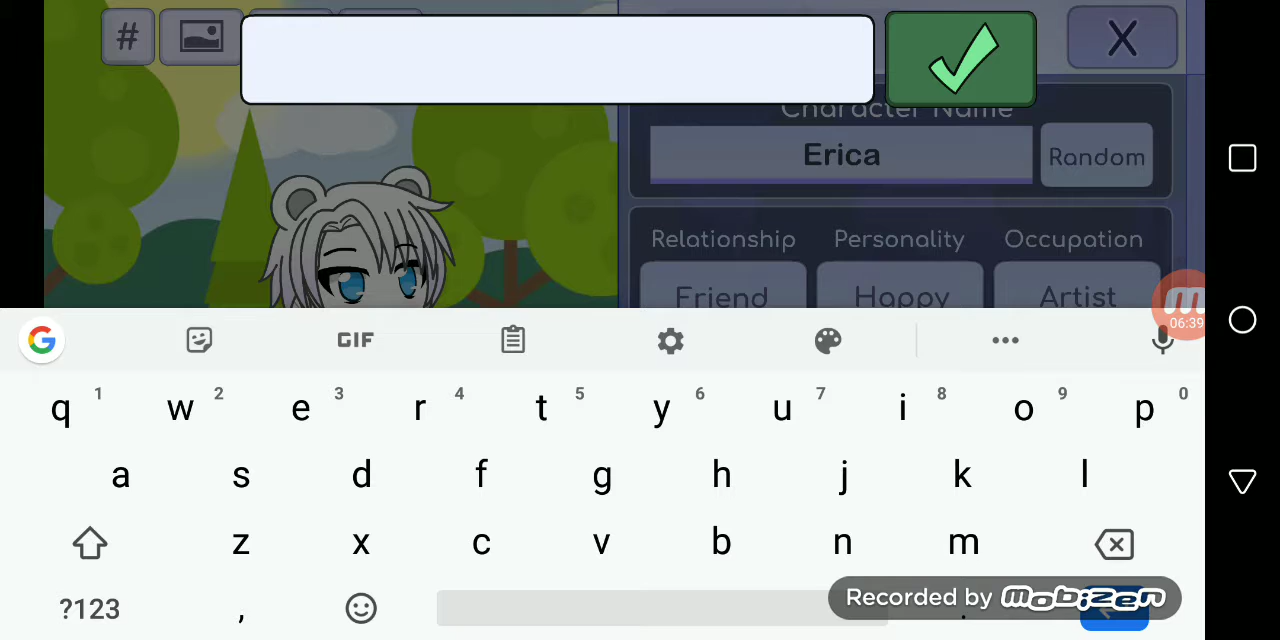 #
X
Character Name
Erica
Random
Relationship Personality Occupation
Friend Happy Artist
06:39
GIF
q 1 w 2 e 3 r 4 t 5 y 6 u 7 i 8 o 9 p 0
a s d f g h j k l
z x c v b n m
?123 , .
Recorded by mobizen